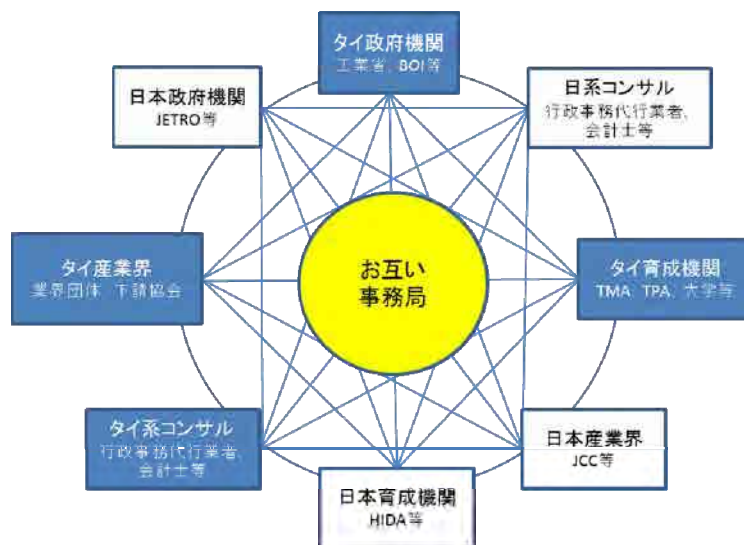 タイ政府機関
工業省、BOI等
日本政府機関
JETRO等
日系コンサル
行政事務代行業者、
会計士等
タイ産業界
業界団体、下請協会
お互い
事務局
タイ育成機関
TMA、TPA、大学等
タイ系コンサル
行政事務代行業者、
会計士等
日本育成機関
HIDA等
日本産業界
JCC等